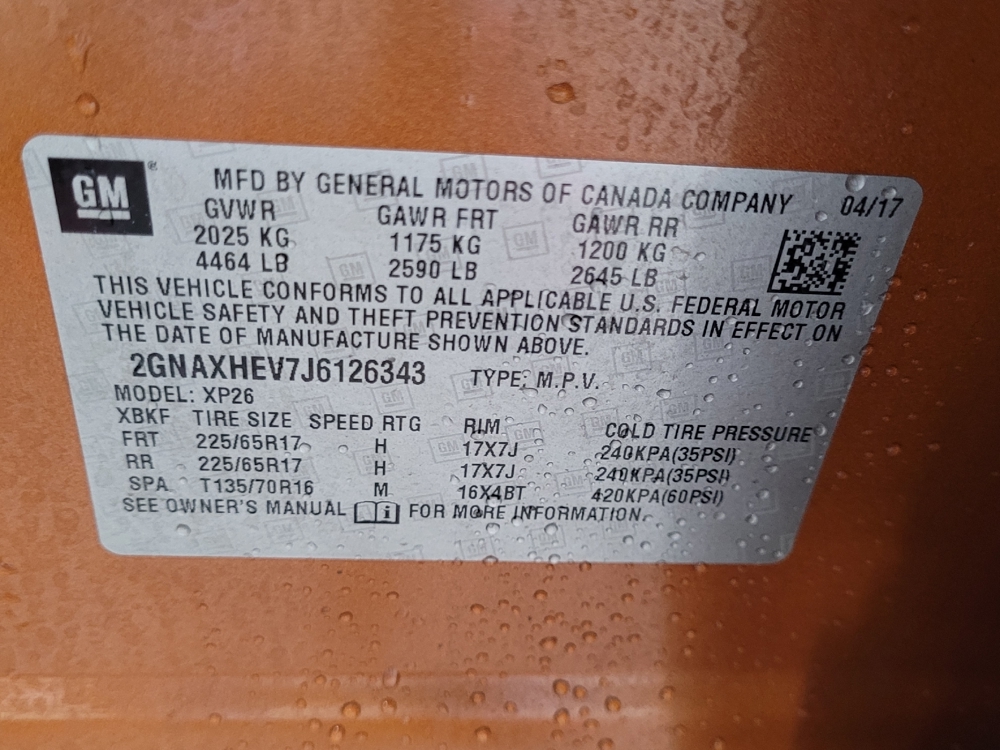 GM®
MFD BY GENERAL MOTORS OF CANADA COMPANY 04/17
GVWR GAWR FRT GAWR RR
2025 KG 1175 KG 1200 KG
4464 LB 2590 LB 2645 LB
THIS VEHICLE CONFORMS TO ALL APPLICABLE U.S. FEDERAL MOTOR
VEHICLE SAFETY AND THEFT PREVENTION STANDARDS IN EFFECT ON
THE DATE OF MANUFACTURE SHOWN ABOVE.
2GNAXHEV7J6126343 TYPE: M.P.V.
MODEL: XP26
XBKF TIRE SIZE SPEED RTG RIM COLD TIRE PRESSURE
FRT 225/65R17 H 17X7J 240KPA(35PSI)
RR 225/65R17 H 17X7J 240KPA(35PSI)
SPA T135/70R16 M 16X4BT 420KPA(60PSI)
SEE OWNER'S MANUAL i FOR MORE INFORMATION.